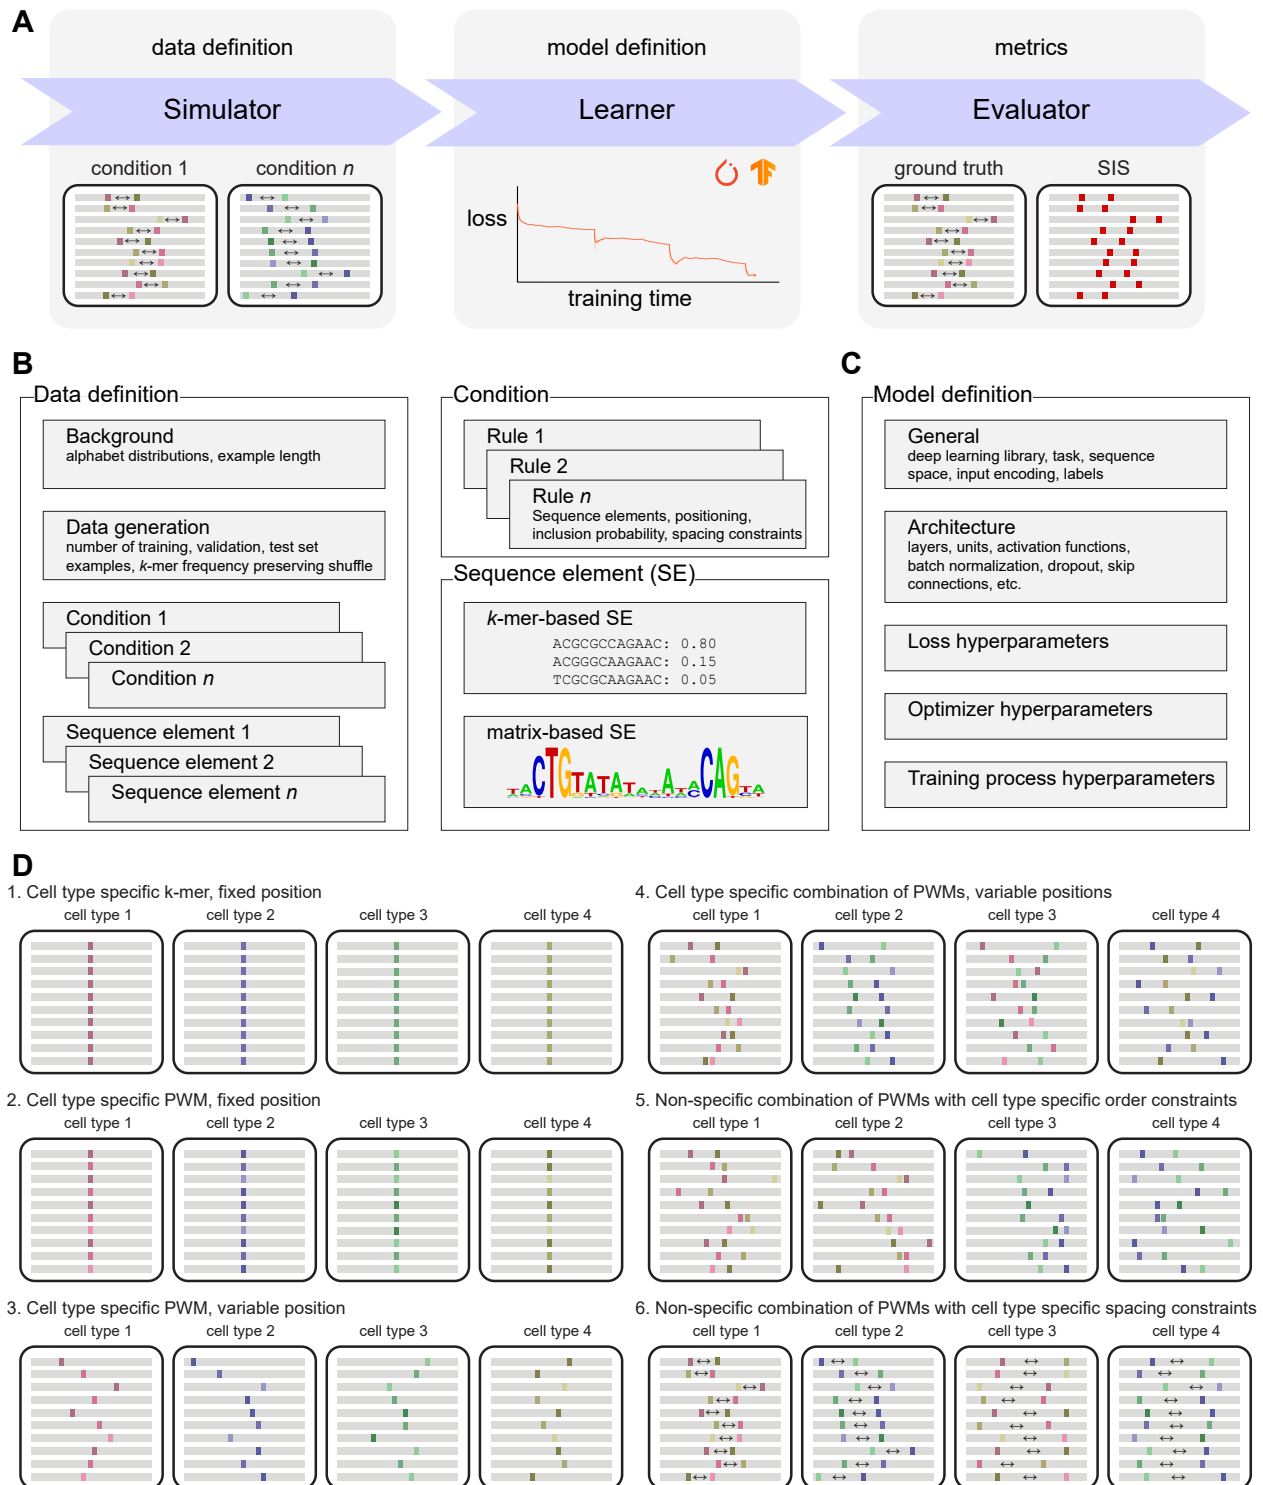 A
data definition
model definition
metrics
Simulator
Learner
Evaluator
condition 1
condition n
loss
training time
ground truth
SIS
B
Data definition
Background
alphabet distributions, example length
Data generation
number of training, validation, test set
examples, k-mer frequency preserving shuffle
Condition 1
Condition 2
Condition n
Sequence element 1
Sequence element 2
Sequence element n
Condition
Rule 1
Rule 2
Rule n
Sequence elements, positioning,
inclusion probability, spacing constraints
Sequence element (SE)
k-mer-based SE
ACGCGCCAGAAC: 0.80
ACGGGCAAGAAC: 0.15
TCGCGCAAGAAC: 0.05
matrix-based SE
C
Model definition
General
deep learning library, task, sequence
space, input encoding, labels
Architecture
layers, units, activation functions,
batch normalization, dropout, skip
connections, etc.
Loss hyperparameters
Optimizer hyperparameters
Training process hyperparameters
D
1. Cell type specific k-mer, fixed position
cell type 1
cell type 2
cell type 3
cell type 4
2. Cell type specific PWM, fixed position
cell type 1
cell type 2
cell type 3
cell type 4
3. Cell type specific PWM, variable position
cell type 1
cell type 2
cell type 3
cell type 4
4. Cell type specific combination of PWMs, variable positions
cell type 1
cell type 2
cell type 3
cell type 4
5. Non-specific combination of PWMs with cell type specific order constraints
cell type 1
cell type 2
cell type 3
cell type 4
6. Non-specific combination of PWMs with cell type specific spacing constraints
cell type 1
cell type 2
cell type 3
cell type 4